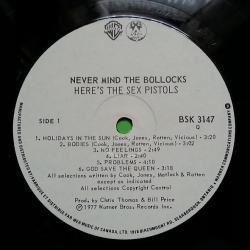 NEVER MIND THE BOLLOCKS
HERE'S THE SEX PISTOLS
SIDE 1
BSK 3147
Q
1. HOLIDAYS IN THE SUN (Cook, Jones, Rotten, Vicious) - 3:20
2. BODIES (Cook, Jones, Rotten, Vicious) - 3:02
3. NO FEELINGS - 2:49
4. LIAR - 2:40
5. PROBLEMS - 4:10
6. GOD SAVE THE QUEEN - 3:18
All selections written by Cook, Jones, Matlock & Rotten
except as indicated
All selections Copyright Control
Prod. by Chris Thomas & Bill Price
©1977 Warner Bros. Records Inc.